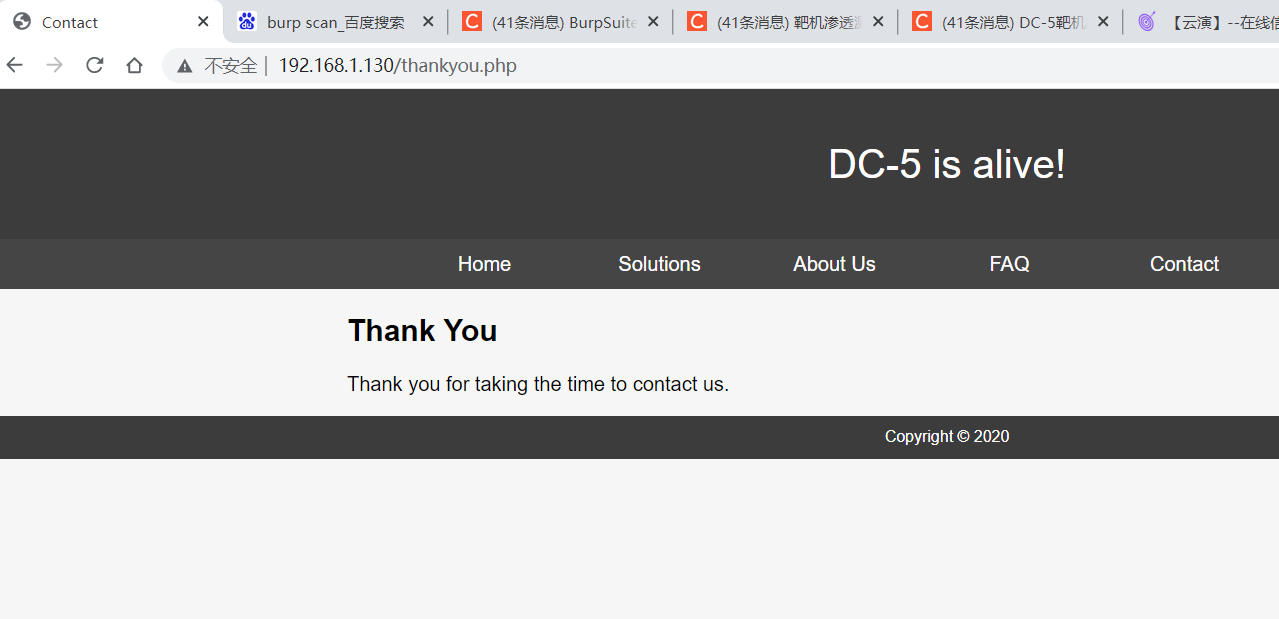 Contact
burp scan_百度搜索
(41条消息) BurpSuite
(41条消息) 靶机渗透
(41条消息) DC-5靶机
【云演】--在线信
不安全
192.168.1.130/thankyou.php
DC-5 is alive!
Home
Solutions
About Us
FAQ
Contact
Thank You
Thank you for taking the time to contact us.
Copyright © 2020